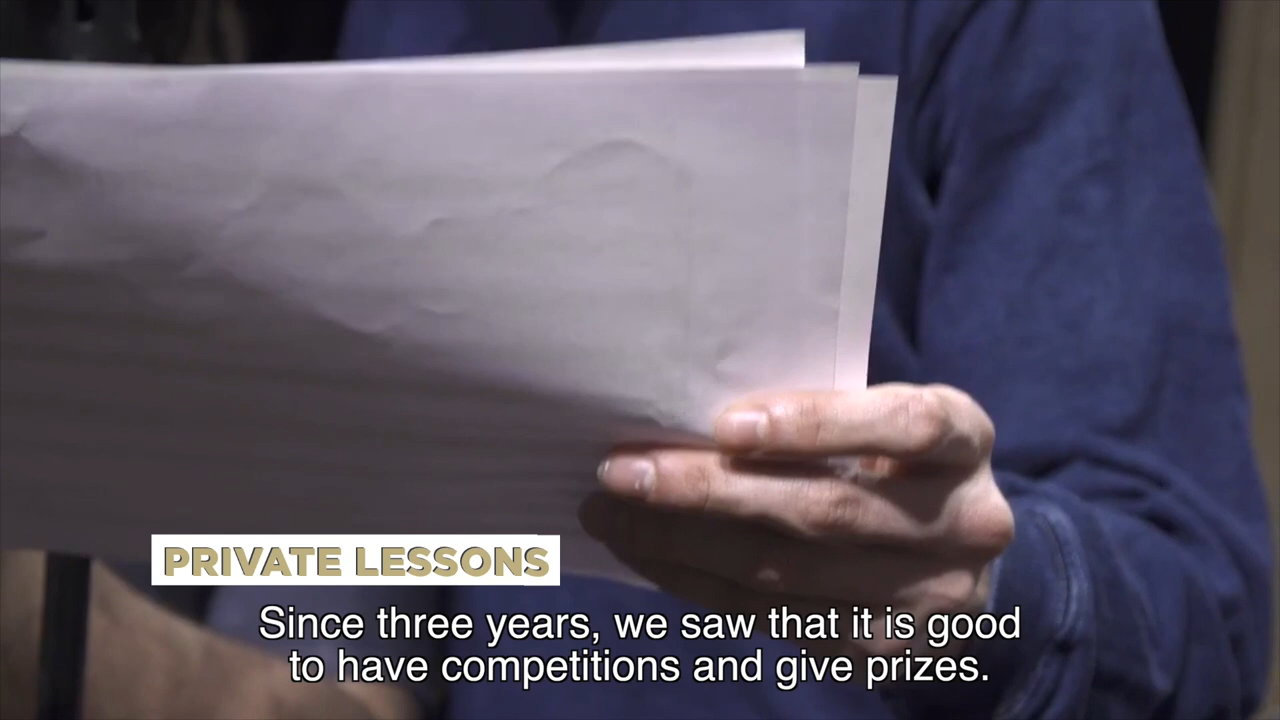 PRIVATE LESSONS
Since three years, we saw that it is good
to have competitions and give prizes.